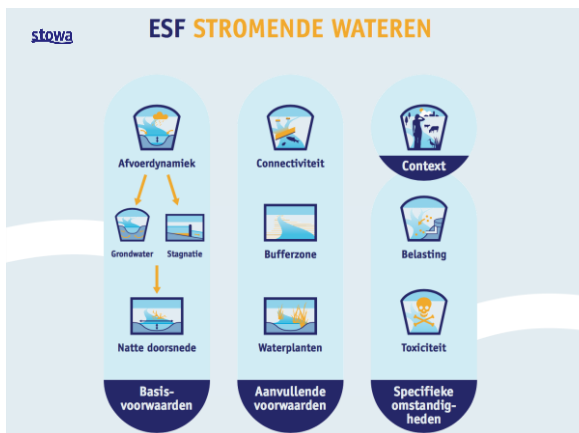 stowa
ESF STROMENDE WATEREN
Afvoerdynamiek
Grondwater
Stagnatie
Natte doorsnede
Basis-
voorwaarden
Connectiviteit
Bufferzone
Waterplanten
Aanvullende
voorwaarden
Context
Belasting
Toxiciteit
Specifieke
omstandig-
heden